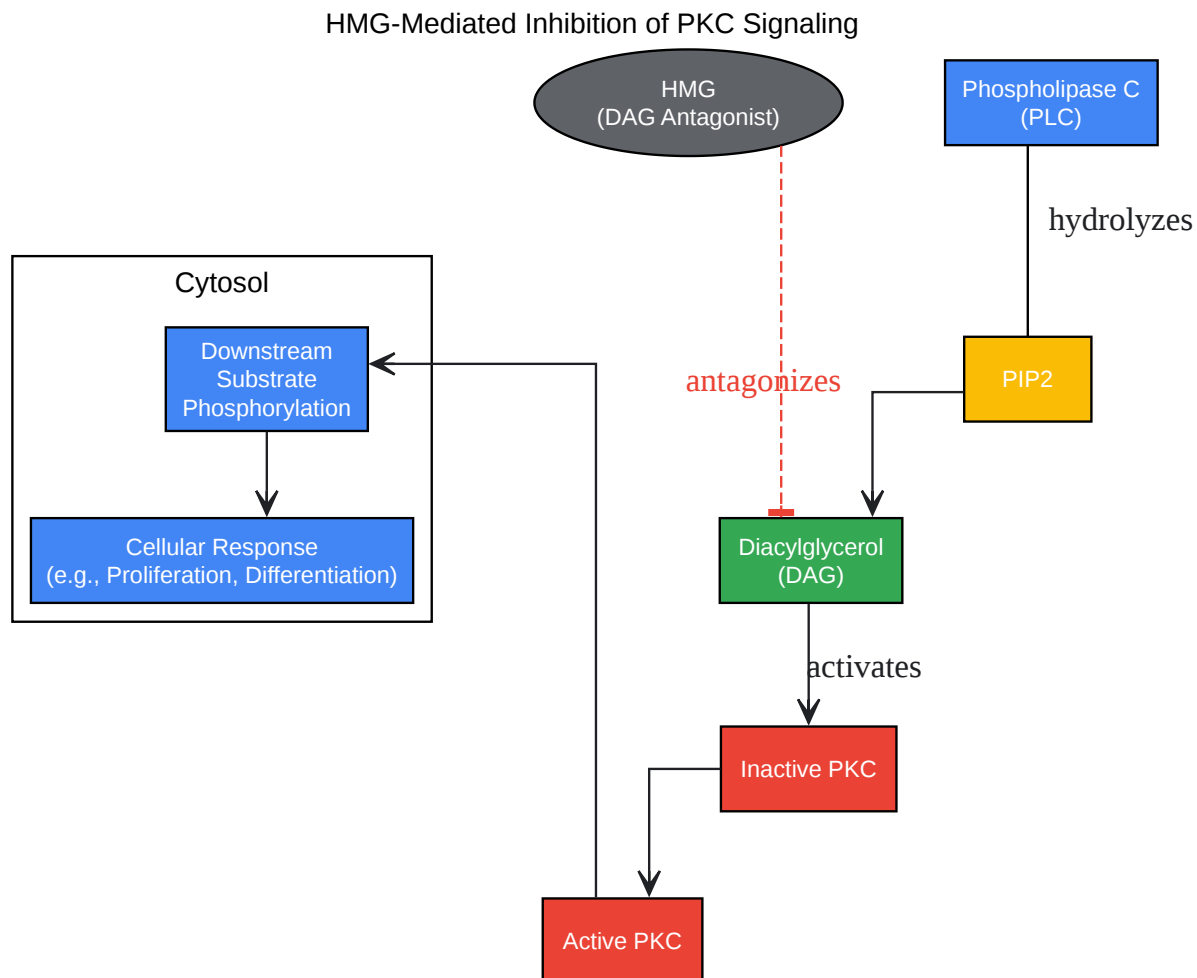 HMG-Mediated Inhibition of PKC Signaling
HMG
(DAG Antagonist)
Phospholipase C
(PLC)
hydrolyzes
Cytosol
Downstream
Substrate
Phosphorylation
antagonizes
PIP2
Cellular Response
(e.g., Proliferation, Differentiation)
Diacylglycerol
(DAG)
activates
Inactive PKC
Active PKC